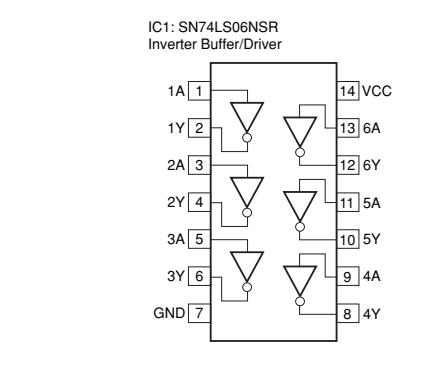 IC1: SN74LS06NSR
Inverter Buffer/Driver
1A 1 14 VCC
1Y 2 13 6A
2A 3 12 6Y
2Y 4 11 5A
3A 5 10 5Y
3Y 6 9 4A
GND 7 8 4Y